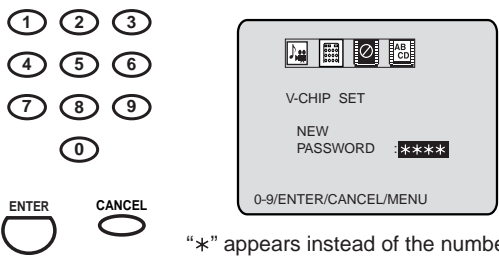 1 2 3
4 5 6
7 8 9
0
ENTER CANCEL
AB
CD
V-CHIP SET
NEW
PASSWORD :****
0-9/ENTER/CANCEL/MENU
“*” appears instead of the numbe